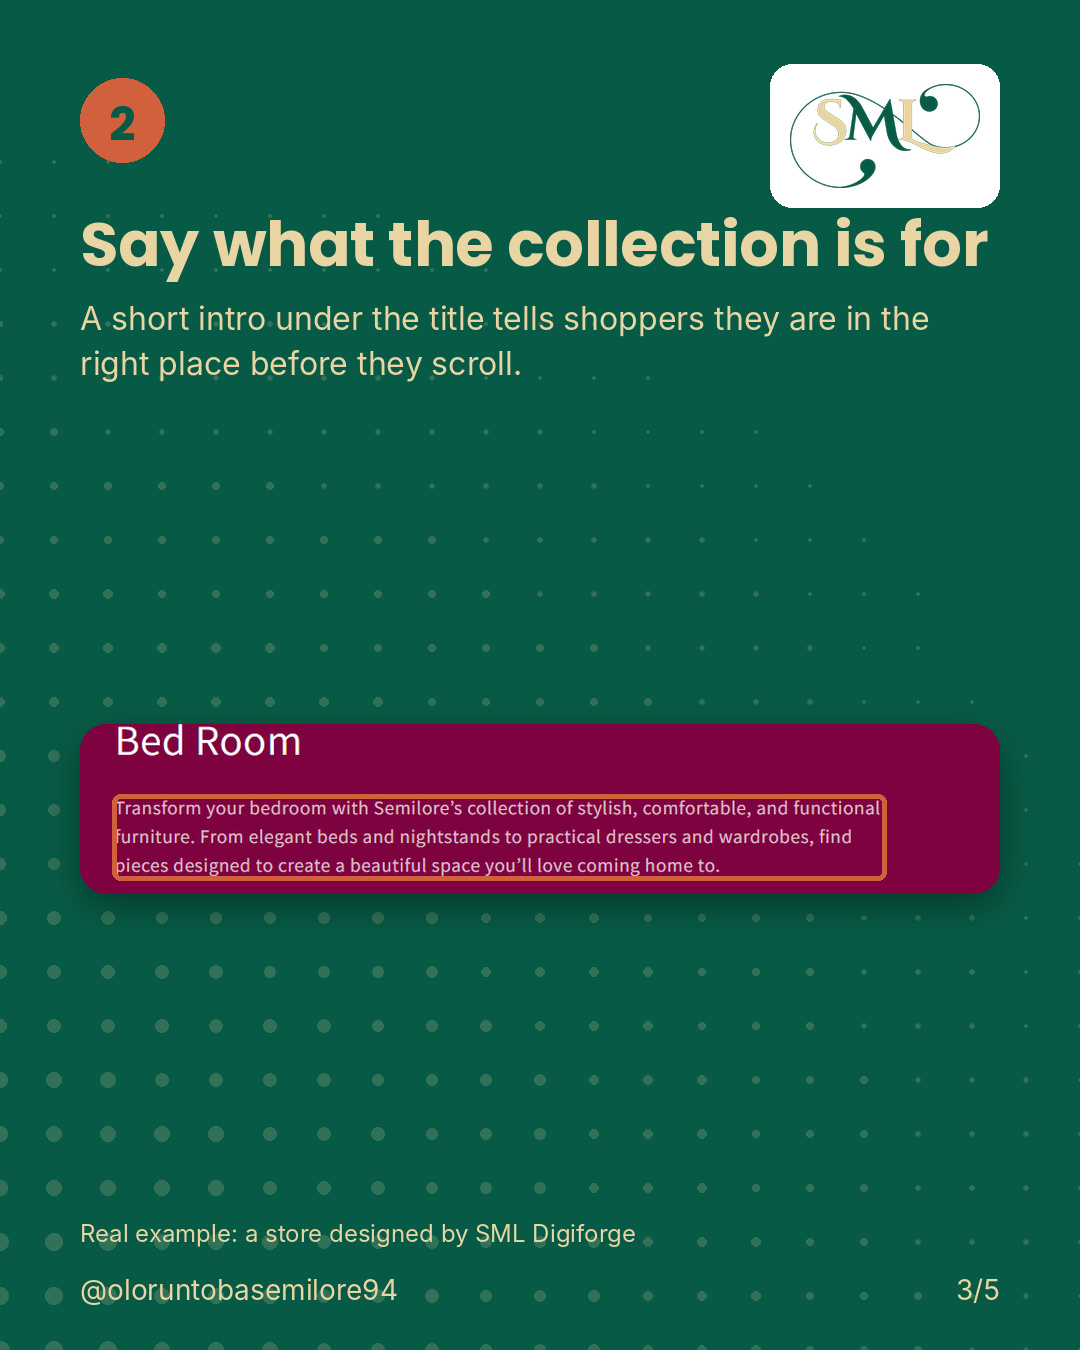 2
SML
Say what the collection is for
A short intro under the title tells shoppers they are in the
right place before they scroll.
Bed Room
Transform your bedroom with Semilore’s collection of stylish, comfortable, and functional
furniture. From elegant beds and nightstands to practical dressers and wardrobes, find
pieces designed to create a beautiful space you’ll love coming home to.
Real example: a store designed by SML Digiforge
@oloruntobasemilore94
3/5